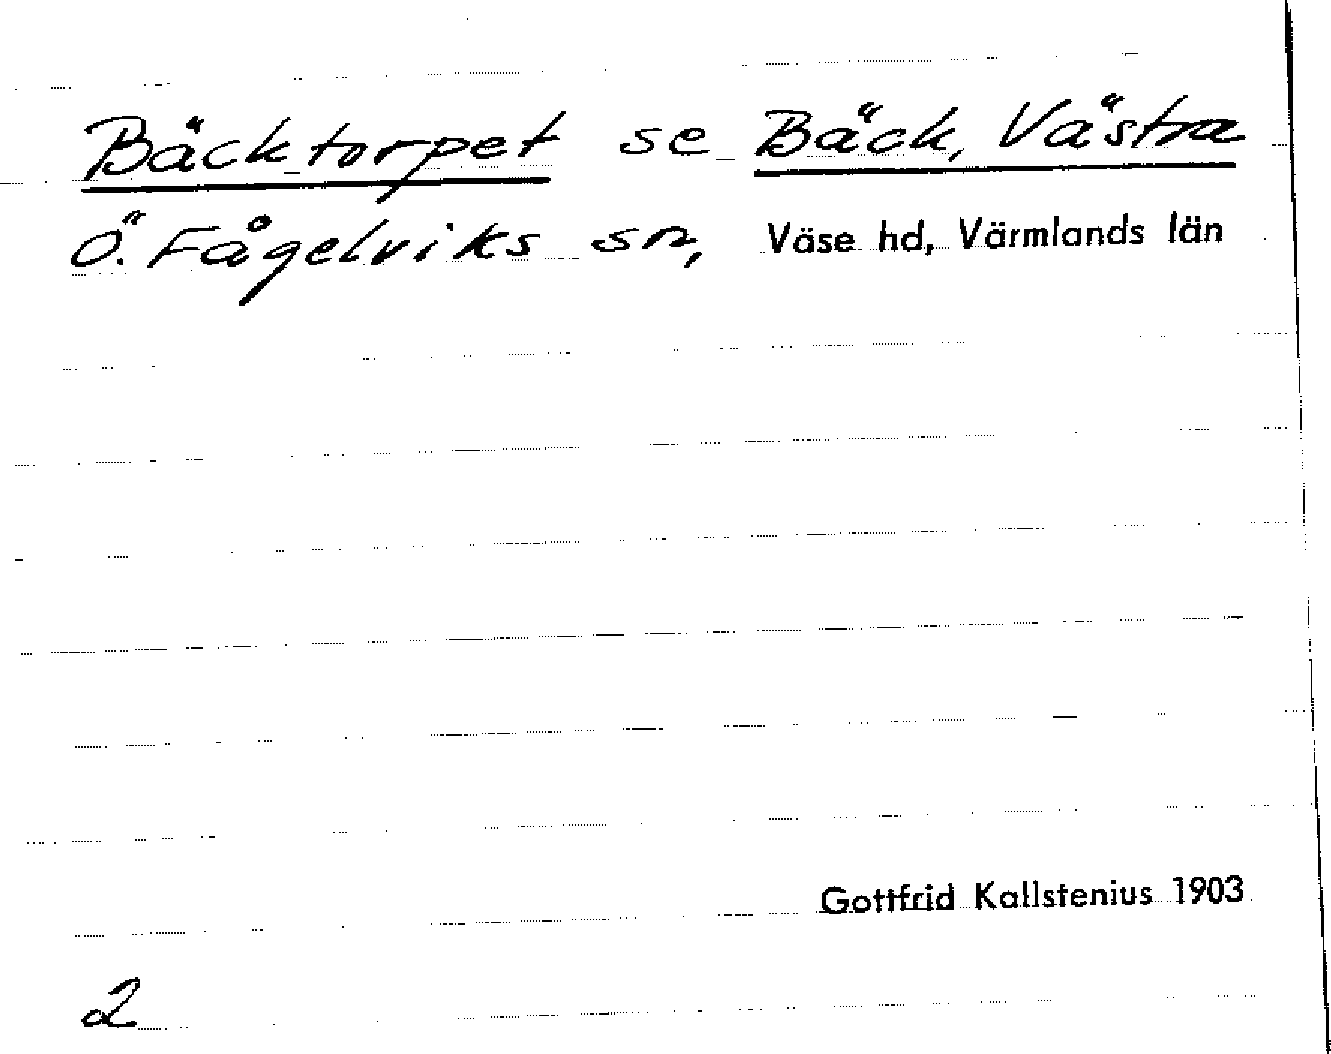 Bäcktorpet se Bäck, Västra
Ö. Fågelviks sn, Väse hd, Värmlands län
Gottfrid Kallstenius 1903
2